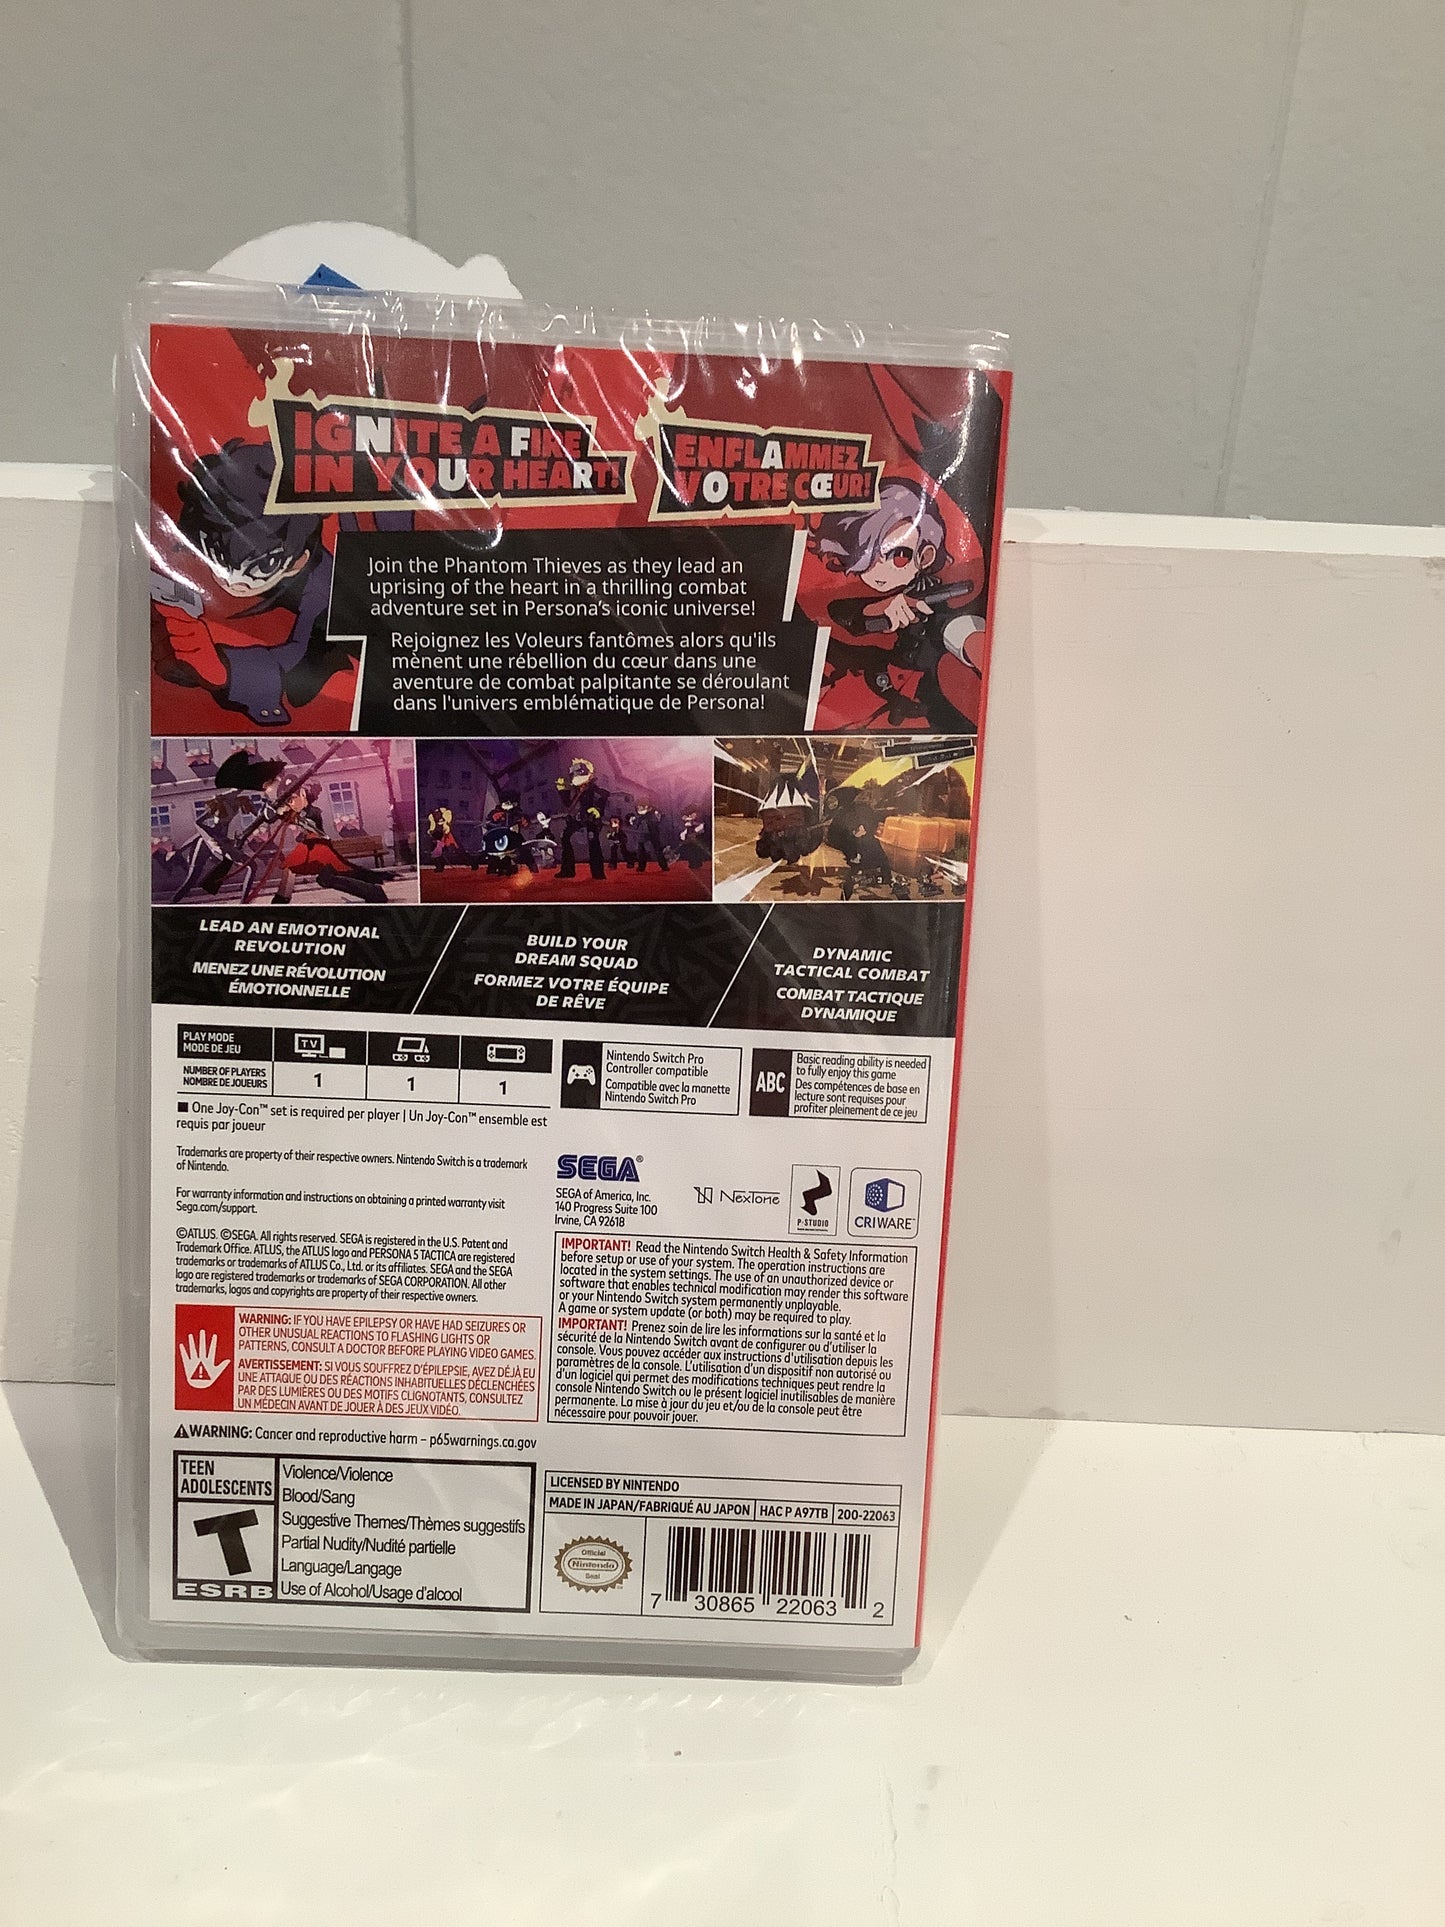 IGNITE A FIRE
IN YOUR HEART!
ENFLAMMEZ
VOTRE CŒUR!
Join the Phantom Thieves as they lead an
uprising of the heart in a thrilling combat
adventure set in Persona's iconic universe!
Rejoignez les Voleurs fantômes alors qu'ils
mènent une rébellion du cœur dans une
aventure de combat palpitante se déroulant
dans l'univers emblématique de Persona!
LEAD AN EMOTIONAL
REVOLUTION
MENEZ UNE RÉVOLUTION
ÉMOTIONNELLE
BUILD YOUR
DREAM SQUAD
FORMEZ VOTRE ÉQUIPE
DE RÊVE
DYNAMIC
TACTICAL COMBAT
COMBAT TACTIQUE
DYNAMIQUE
PLAY MODE
MODE DE JEU
TV
NUMBER OF PLAYERS
NOMBRE DE JOUEURS
1
1
1
■ One Joy-Con™ set is required per player | Un Joy-Con™ ensemble est
requis par joueur
Nintendo Switch Pro
Controller compatible
Compatible avec la manette
Nintendo Switch Pro
ABC
Basic reading ability is needed
to fully enjoy this game
Des compétences de base en
lecture sont requises pour
profiter pleinement de ce jeu
Trademarks are property of their respective owners. Nintendo Switch is a trademark
of Nintendo.
For warranty information and instructions on obtaining a printed warranty visit
Sega.com/support.
©ATLUS. ©SEGA. All rights reserved. SEGA is registered in the U.S. Patent and
Trademark Office. ATLUS, the ATLUS logo and PERSONA 5 TACTICA are registered
trademarks or trademarks of ATLUS Co., Ltd. or its affiliates. SEGA and the SEGA
logo are registered trademarks or trademarks of SEGA CORPORATION. All other
trademarks, logos and copyrights are property of their respective owners.
SEGA®
SEGA of America, Inc.
140 Progress Suite 100
Irvine, CA 92618
NexTone
P-STUDIO
CRIWARE™
WARNING: IF YOU HAVE EPILEPSY OR HAVE HAD SEIZURES OR
OTHER UNUSUAL REACTIONS TO FLASHING LIGHTS OR
PATTERNS, CONSULT A DOCTOR BEFORE PLAYING VIDEO GAMES.
AVERTISSEMENT: SI VOUS SOUFFREZ D'ÉPILEPSIE, AVEZ DÉJÀ EU
UNE ATTAQUE OU DES RÉACTIONS INHABITUELLES DÉCLENCHÉES
PAR DES LUMIÈRES OU DES MOTIFS CLIGNOTANTS, CONSULTEZ
UN MÉDECIN AVANT DE JOUER À DES JEUX VIDÉO.
IMPORTANT! Read the Nintendo Switch Health & Safety Information
before setup or use of your system. The operation instructions are
located in the system settings. The use of an unauthorized device or
software that enables technical modification may render this software
or your Nintendo Switch system permanently unplayable.
A game or system update (or both) may be required to play.
IMPORTANT! Prenez soin de lire les informations sur la santé et la
sécurité de la Nintendo Switch avant de configurer ou d'utiliser la
console. Vous pouvez accéder aux instructions d'utilisation depuis les
paramètres de la console. L'utilisation d'un dispositif non autorisé ou
d'un logiciel qui permet des modifications techniques peut rendre la
console Nintendo Switch ou le présent logiciel inutilisables de manière
permanente. La mise à jour du jeu et/ou de la console peut être
nécessaire pour pouvoir jouer.
⚠WARNING: Cancer and reproductive harm – p65warnings.ca.gov
TEEN
ADOLESCENTS
T
ESRB
Violence/Violence
Blood/Sang
Suggestive Themes/Thèmes suggestifs
Partial Nudity/Nudité partielle
Language/Langage
Use of Alcohol/Usage d'alcool
LICENSED BY NINTENDO
MADE IN JAPAN/FABRIQUÉ AU JAPON HAC P A97TB 200-22063
Official
Nintendo
Seal
7 30865 22063 2